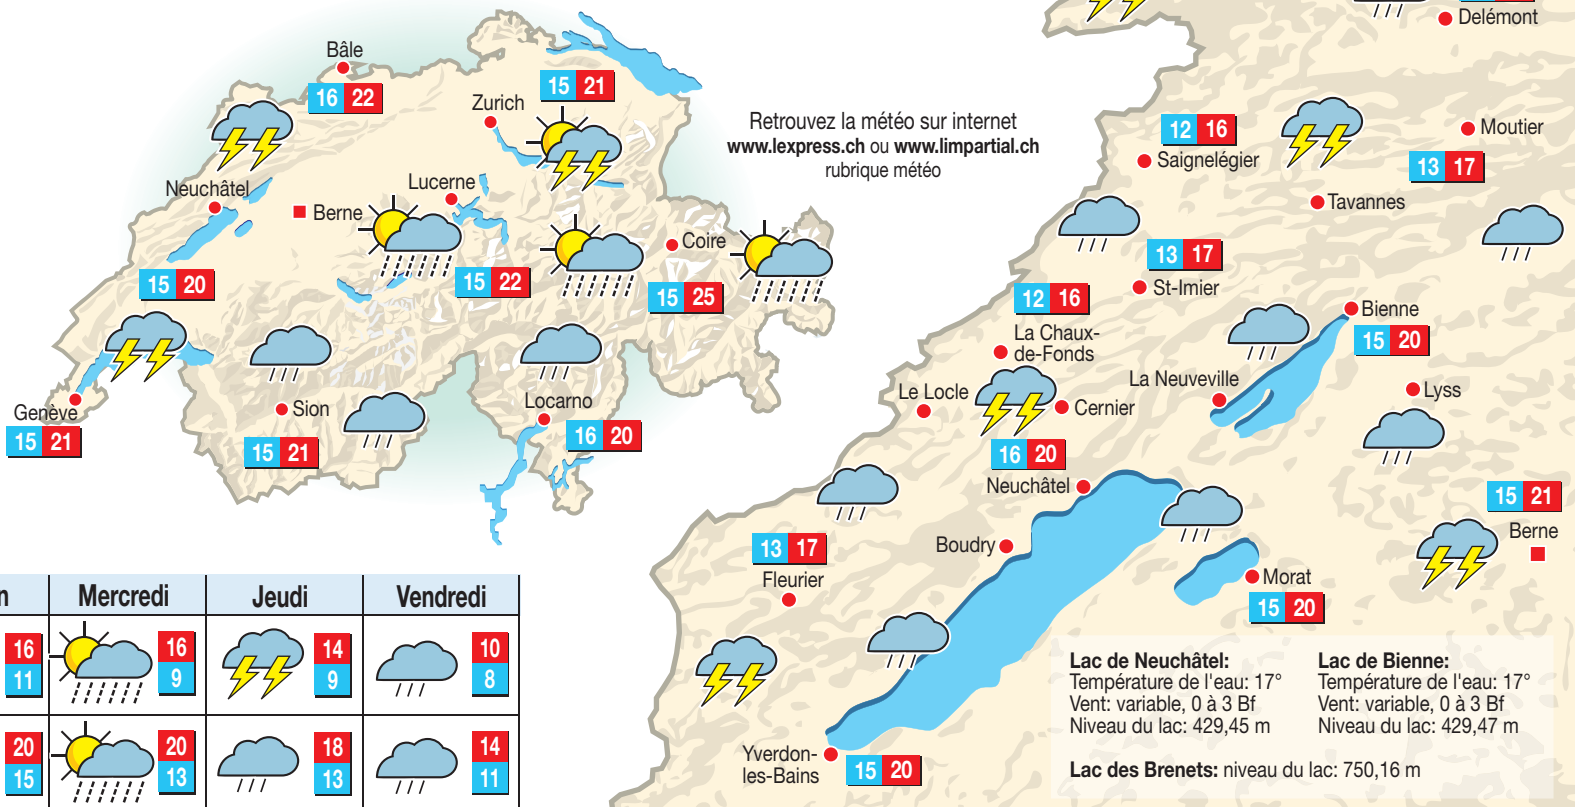 Bâle
16 22
15 21
Zurich
Neuchâtel
Berne
Lucerne
Coire
15 20
15 22
15 25
Genève
15 21
Sion
15 21
Locarno
16 20
Retrouvez la météo sur internet
www.lexpress.ch ou www.limpartial.ch
rubrique météo
Delémont
12 16
Saignelégier
Moutier
13 17
Tavannes
13 17
St-Imier
12 16
La Chaux-
de-Fonds
Bienne
15 20
La Neuveville
Le Locle
Cernier
Lyss
16 20
Neuchâtel
15 21
Berne
Boudry
13 17
Fleurier
Morat
15 20
Yverdon-
les-Bains
15 20
Lac de Neuchâtel:
Température de l'eau: 17°
Vent: variable, 0 à 3 Bf
Niveau du lac: 429,45 m
Lac de Bienne:
Température de l'eau: 17°
Vent: variable, 0 à 3 Bf
Niveau du lac: 429,47 m
Lac des Brenets: niveau du lac: 750,16 m
Mercredi Jeudi Vendredi
16 16 14 10
11 9 9 8
20 20 18 14
15 13 13 11